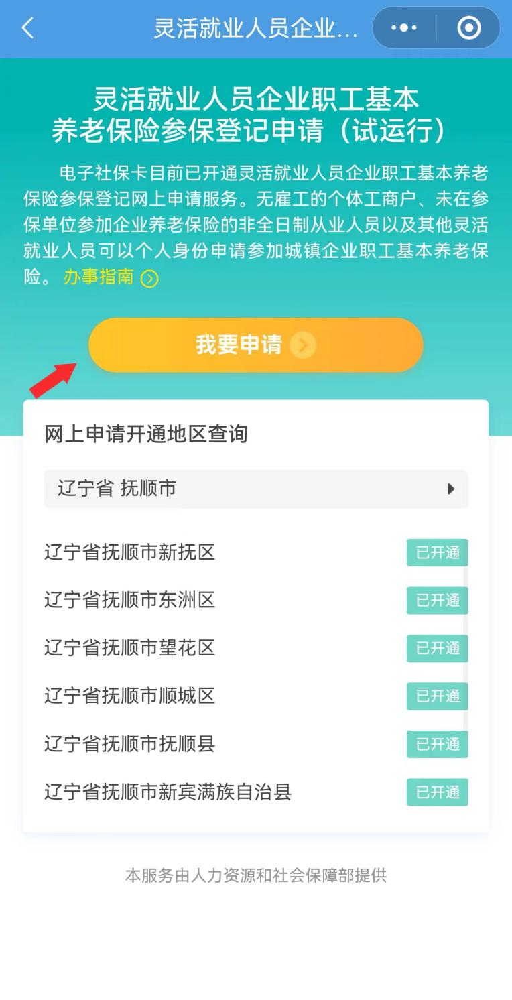 灵活就业人员企业...
灵活就业人员企业职工基本
养老保险参保登记申请（试运行）
电子社保卡目前已开通灵活就业人员企业职工基本养老
保险参保登记网上申请服务。无雇工的个体工商户、未在参
保单位参加企业养老保险的非全日制从业人员以及其他灵活
就业人员可以个人身份申请参加城镇企业职工基本养老保
险。 办事指南
我要申请
网上申请开通地区查询
辽宁省 抚顺市
辽宁省抚顺市新抚区 已开通
辽宁省抚顺市东洲区 已开通
辽宁省抚顺市望花区 已开通
辽宁省抚顺市顺城区 已开通
辽宁省抚顺市抚顺县 已开通
辽宁省抚顺市新宾满族自治县 已开通
本服务由人力资源和社会保障部提供